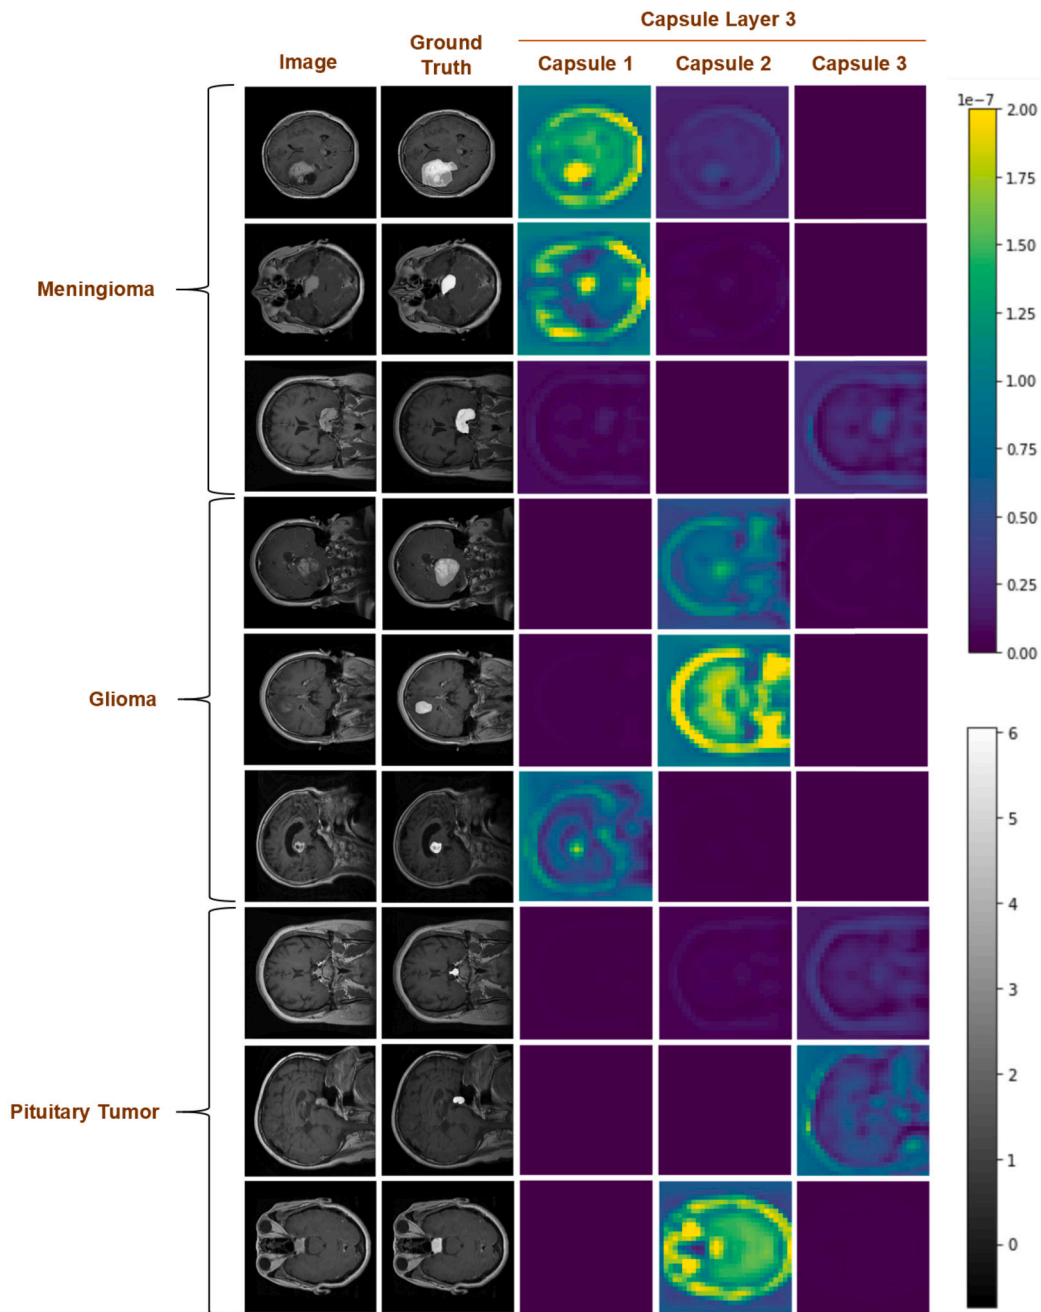 Capsule Layer 3
Image
Ground
Truth
Capsule 1
Capsule 2
Capsule 3
1e-7
2.00
1.75
1.50
1.25
1.00
0.75
0.50
0.25
0.00
Meningioma
Glioma
Pituitary Tumor
6
5
4
3
2
1
0